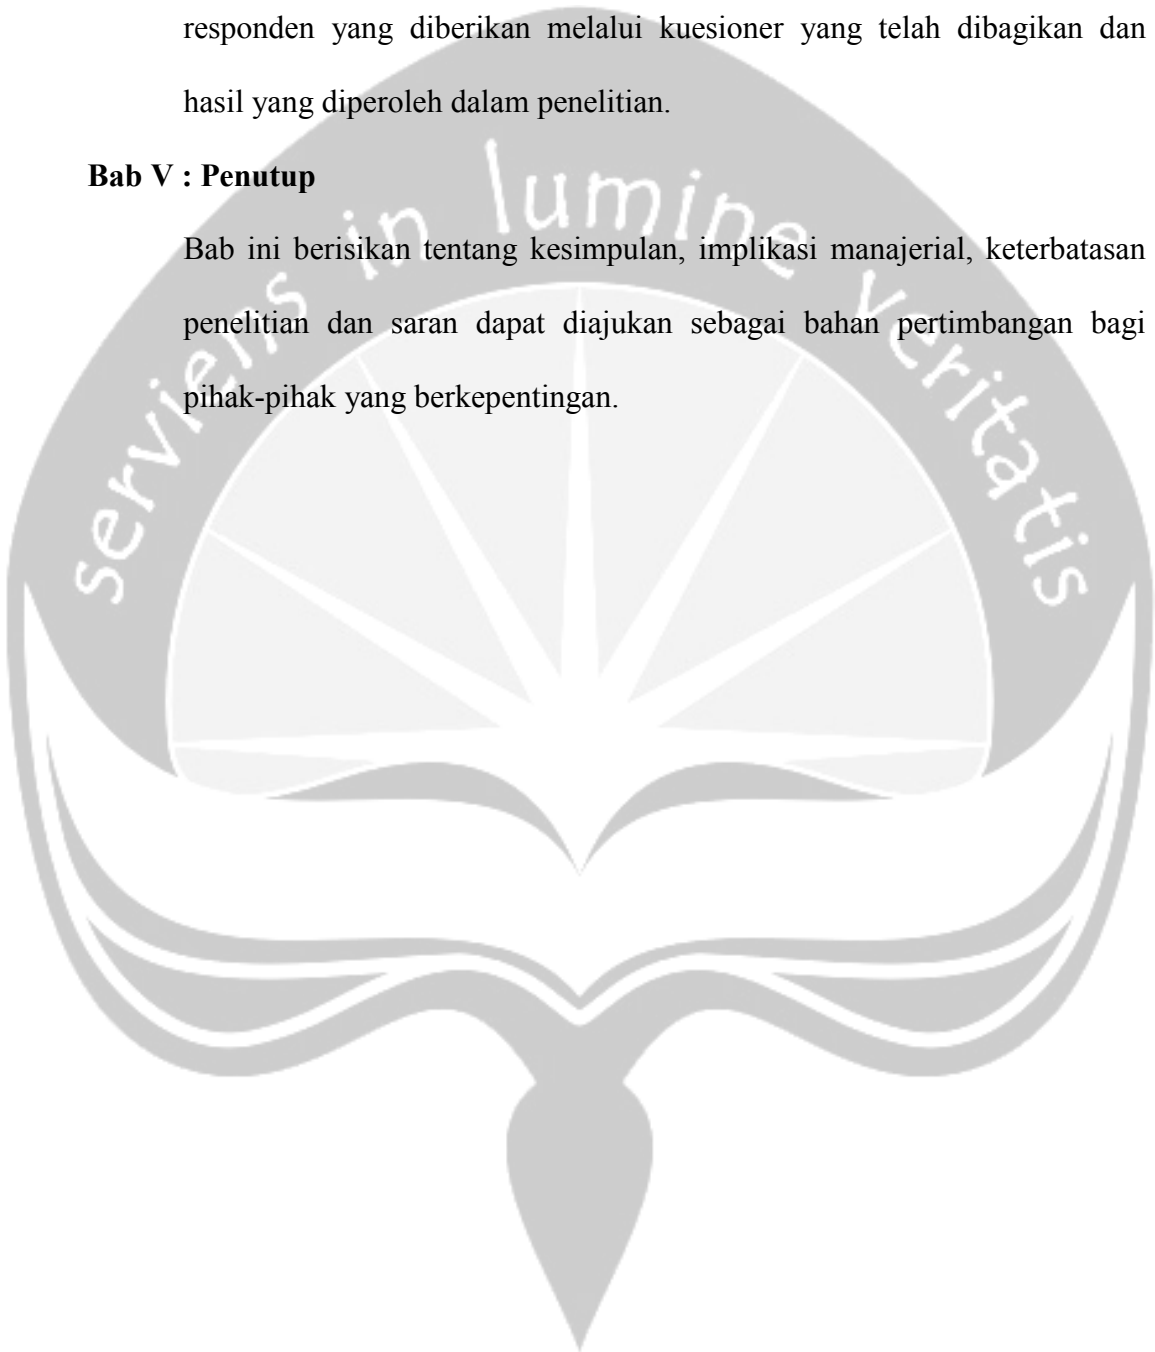 responden yang diberikan melalui kuesioner yang telah dibagikan dan
hasil yang diperoleh dalam penelitian.
Bab V : Penutup
Bab ini berisikan tentang kesimpulan, implikasi manajerial, keterbatasan
penelitian dan saran dapat diajukan sebagai bahan pertimbangan bagi
pihak-pihak yang berkepentingan.
serviens in lumine veritatis